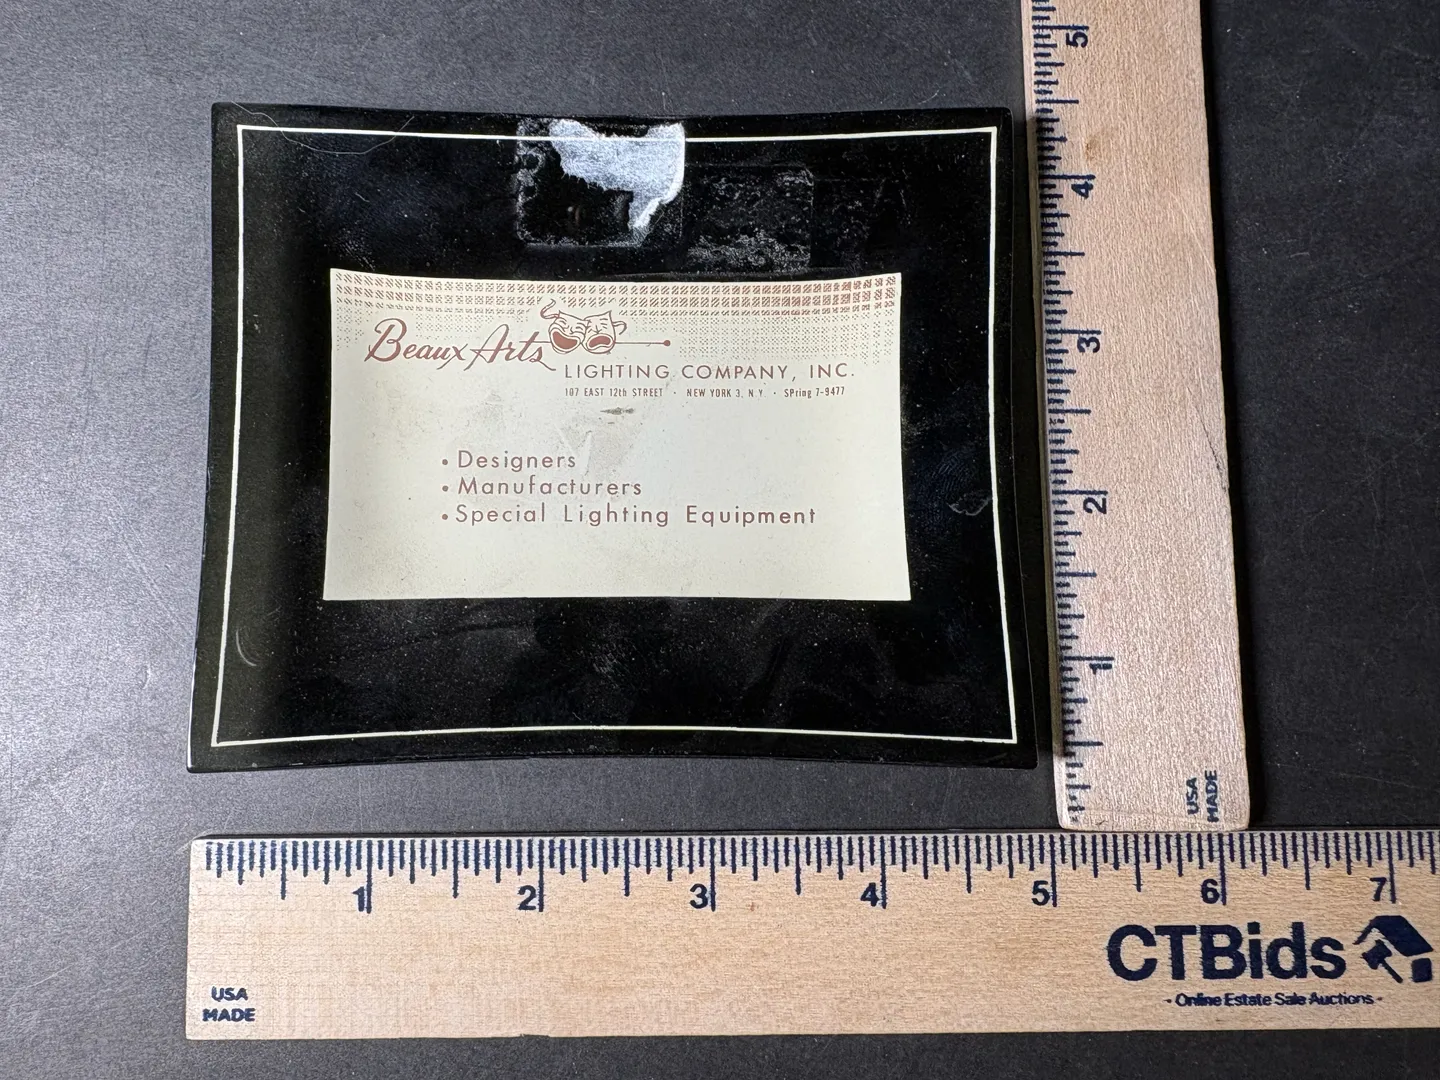 Beaux Arts
LIGHTING COMPANY, INC.
107 EAST 12th STREET · NEW YORK 3, N.Y. · SPring 7-9477
• Designers
• Manufacturers
• Special Lighting Equipment
5
4
3
2
1
USA
MADE
1 2 3 4 5 6 7
CTBids
- Online Estate Sale Auctions -
USA
MADE